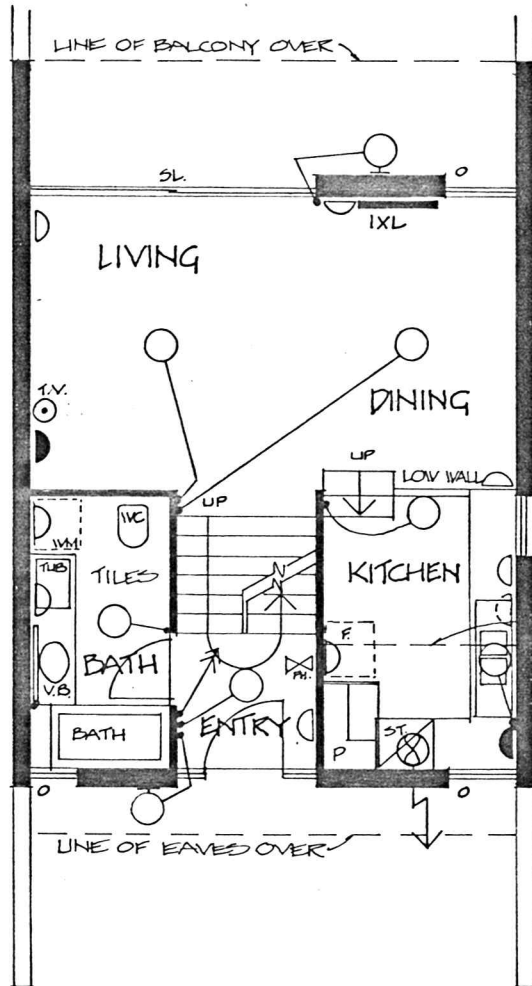 LINE OF BALCONY OVER
SL.
O
IXL
LIVING
T.V.
DINING
UP
UP
LOW WALL
WC
WM
TUB
TILES
KITCHEN
F.
BATH
PH.
V.B.
ENTRY
BATH
P
ST.
O
O
LINE OF EAVES OVER